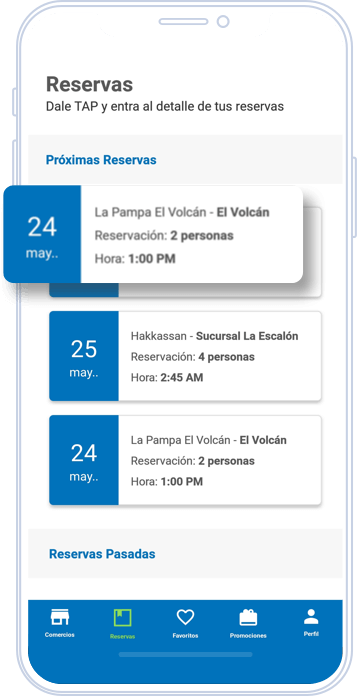 Reservas
Dale TAP y entra al detalle de tus reservas
Próximas Reservas
24
may..
La Pampa El Volcán - El Volcán
Reservación: 2 personas
Hora: 1:00 PM
25
may..
Hakkassan - Sucursal La Escalón
Reservación: 4 personas
Hora: 2:45 AM
24
may..
La Pampa El Volcán - El Volcán
Reservación: 2 personas
Hora: 1:00 PM
Reservas Pasadas
Comercios
Reservas
Favoritos
Promociones
Perfil